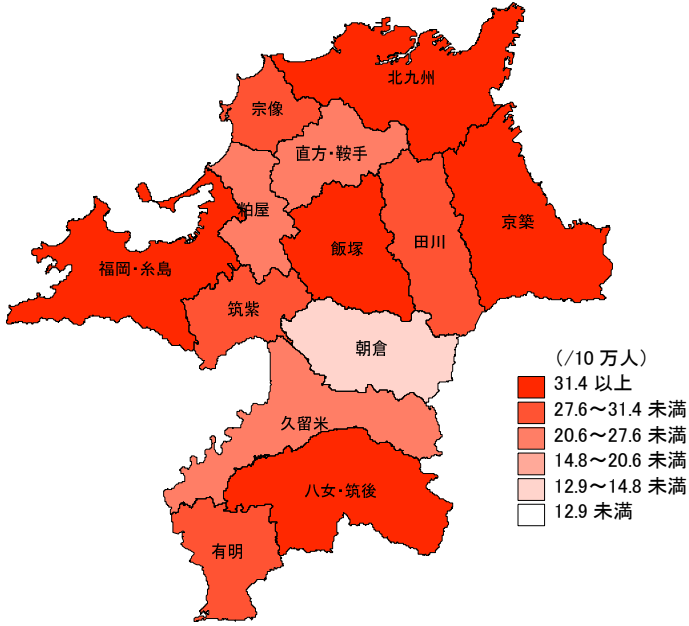 北九州
宗像
直方・鞍手
粕屋
京築
飯塚
田川
福岡・糸島
筑紫
朝倉
久留米
八女・筑後
有明
(/10 万人)
31.4 以上
27.6～31.4 未満
20.6～27.6 未満
14.8～20.6 未満
12.9～14.8 未満
12.9 未満